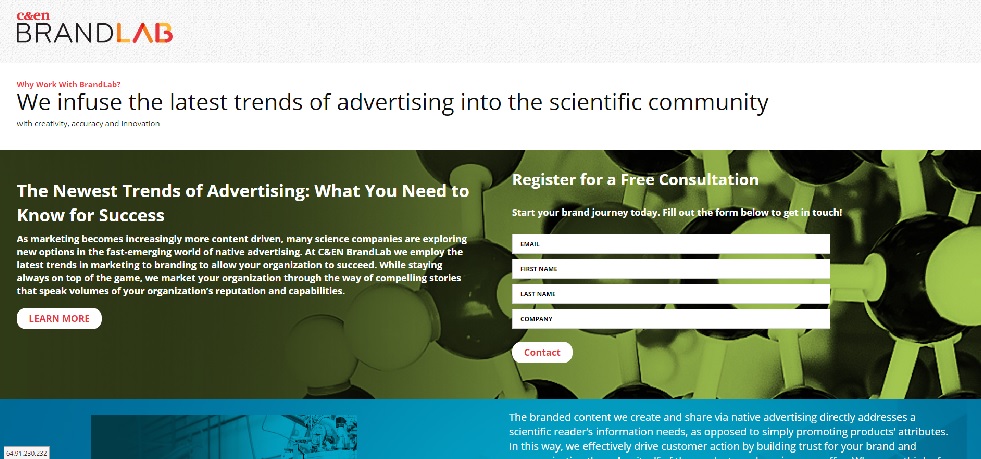 c&en
BRANDLAB
Why Work With BrandLab?
We infuse the latest trends of advertising into the scientific community
with creativity, accuracy and innovation
The Newest Trends of Advertising: What You Need to
Know for Success
As marketing becomes increasingly more content driven, many science companies are exploring
new options in the fast-emerging world of native advertising. At C&EN BrandLab we employ the
latest trends in marketing to branding to allow your organization to succeed. While staying
always on top of the game, we market your organization through the way of compelling stories
that speak volumes of your organization's reputation and capabilities.
LEARN MORE
Register for a Free Consultation
Start your brand journey today. Fill out the form below to get in touch!
EMAIL
FIRST NAME
LAST NAME
COMPANY
Contact
The branded content we create and share via native advertising directly addresses a
scientific reader's information needs, as opposed to simply promoting products' attributes.
In this way, we effectively drive customer action by building trust for your brand and
64.91.230.232